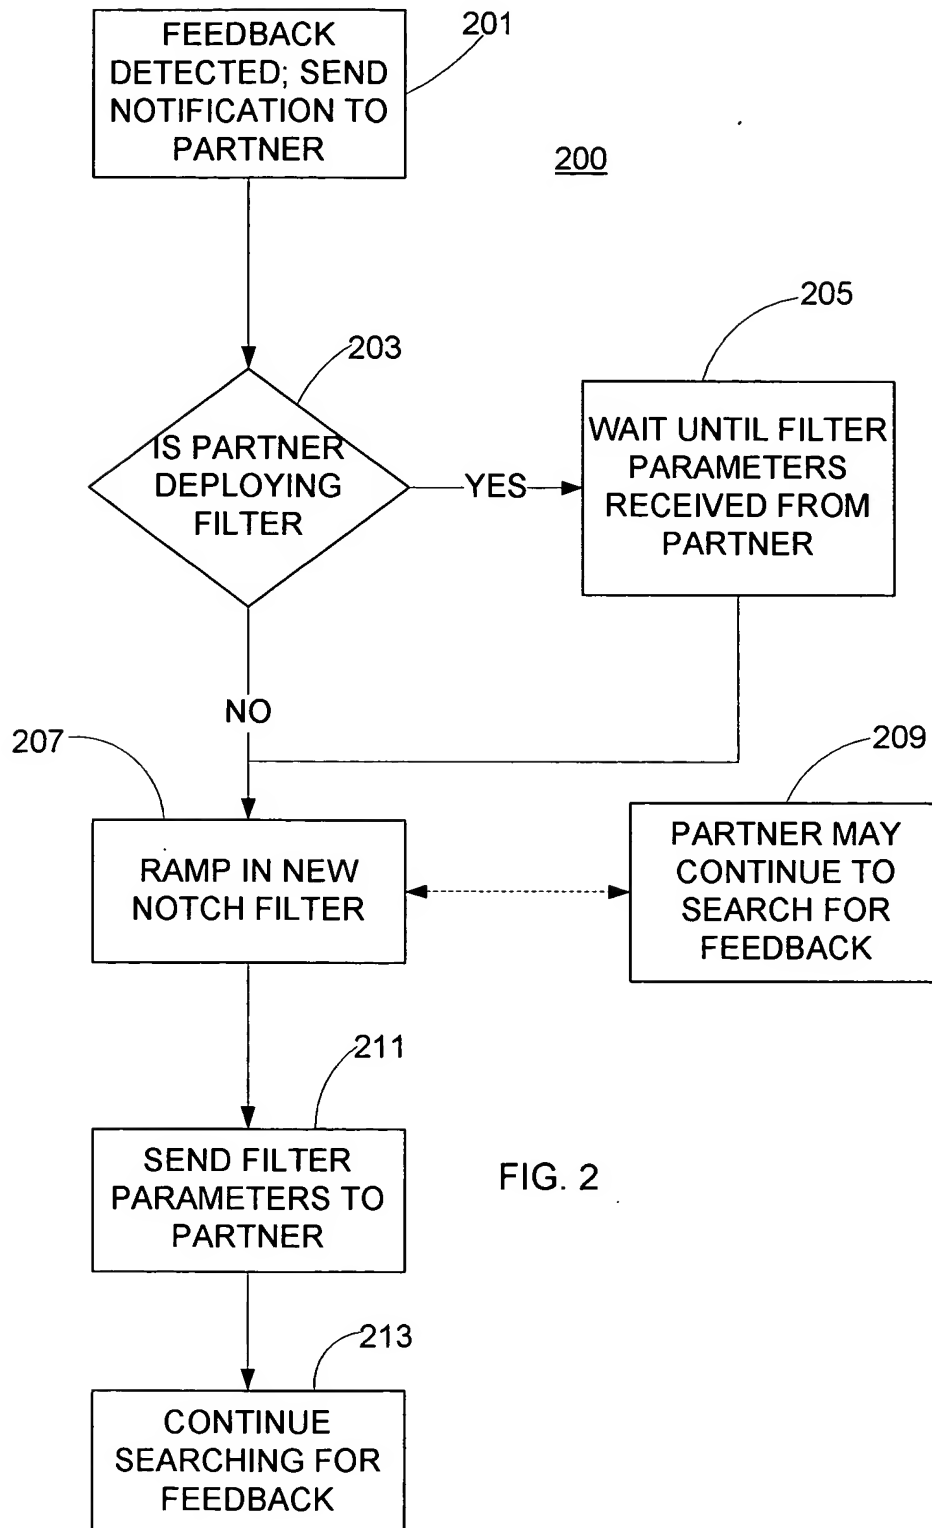 FEEDBACK
DETECTED; SEND
NOTIFICATION TO
PARTNER
201
200
203
IS PARTNER
DEPLOYING
FILTER
YES
205
WAIT UNTIL FILTER
PARAMETERS
RECEIVED FROM
PARTNER
NO
207
RAMP IN NEW
NOTCH FILTER
209
PARTNER MAY
CONTINUE TO
SEARCH FOR
FEEDBACK
211
SEND FILTER
PARAMETERS TO
PARTNER
FIG. 2
213
CONTINUE
SEARCHING FOR
FEEDBACK